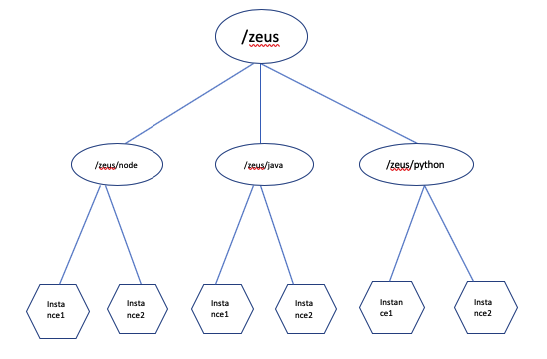 /zeus
/zeus/node
/zeus/java
/zeus/python
Insta
nce1
Insta
nce2
Insta
nce1
Insta
nce2
Instan
ce1
Insta
nce2